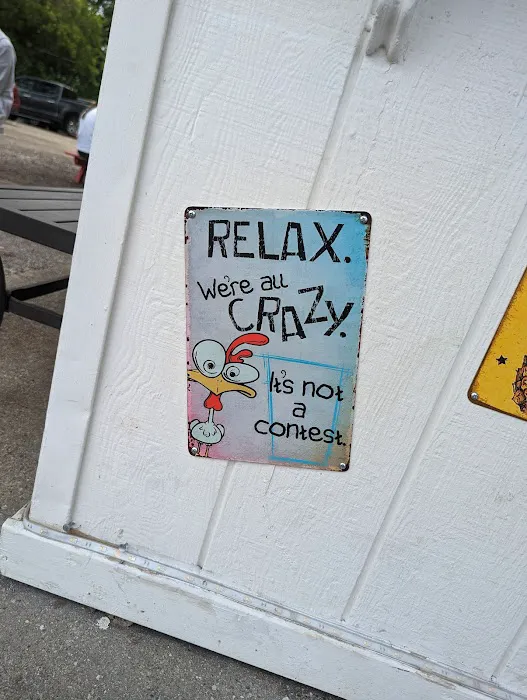 RELAX.
We're all
CRAZY.
It's not
a
contest.